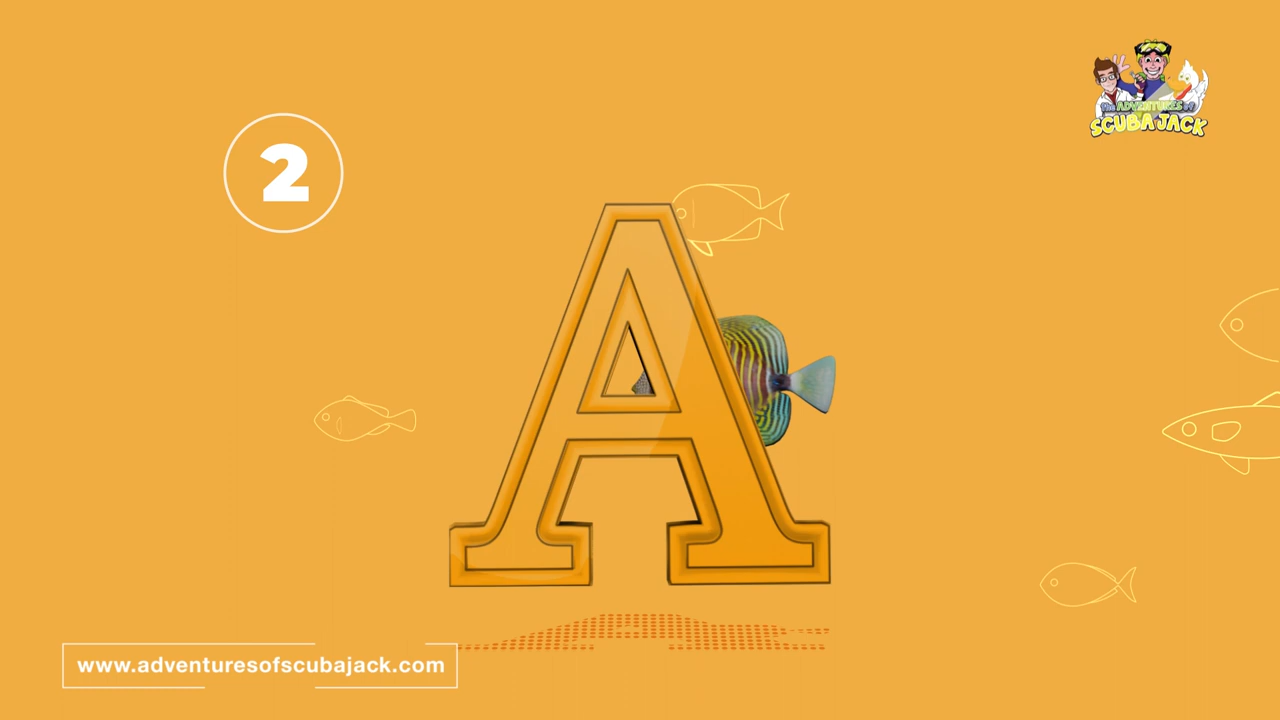 2
The ADVENTURES of
SCUBA JACK
A
www.adventuresofscubajack.com